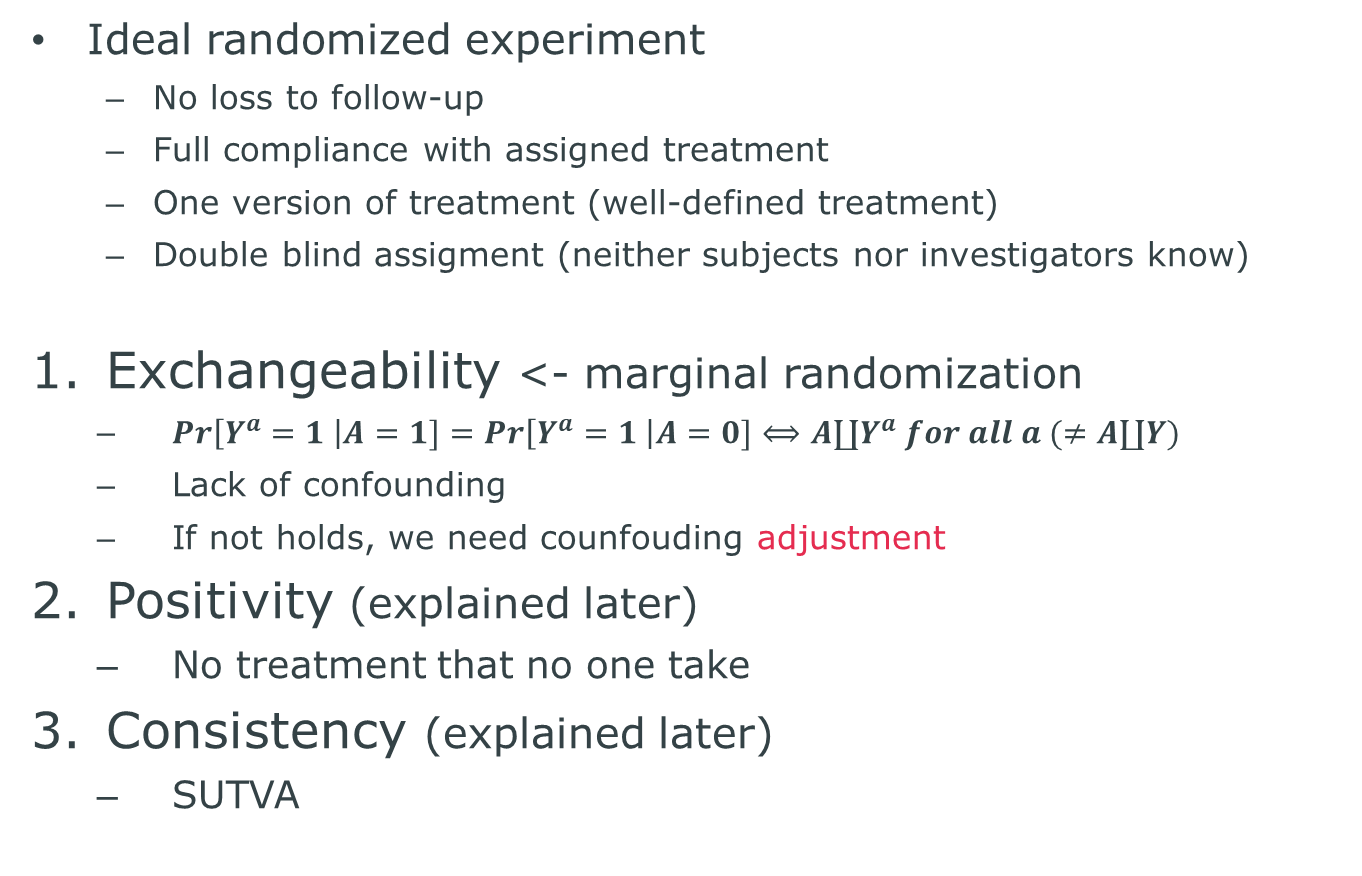 • Ideal randomized experiment
– No loss to follow-up
– Full compliance with assigned treatment
– One version of treatment (well-defined treatment)
– Double blind assigment (neither subjects nor investigators know)
1. Exchangeability <- marginal randomization
– Pr[Yᵃ = 1 |A = 1] = Pr[Yᵃ = 1 |A = 0] ⟺ A∐Yᵃ for all a (≠ A∐Y)
– Lack of confounding
– If not holds, we need counfouding adjustment
2. Positivity (explained later)
– No treatment that no one take
3. Consistency (explained later)
– SUTVA